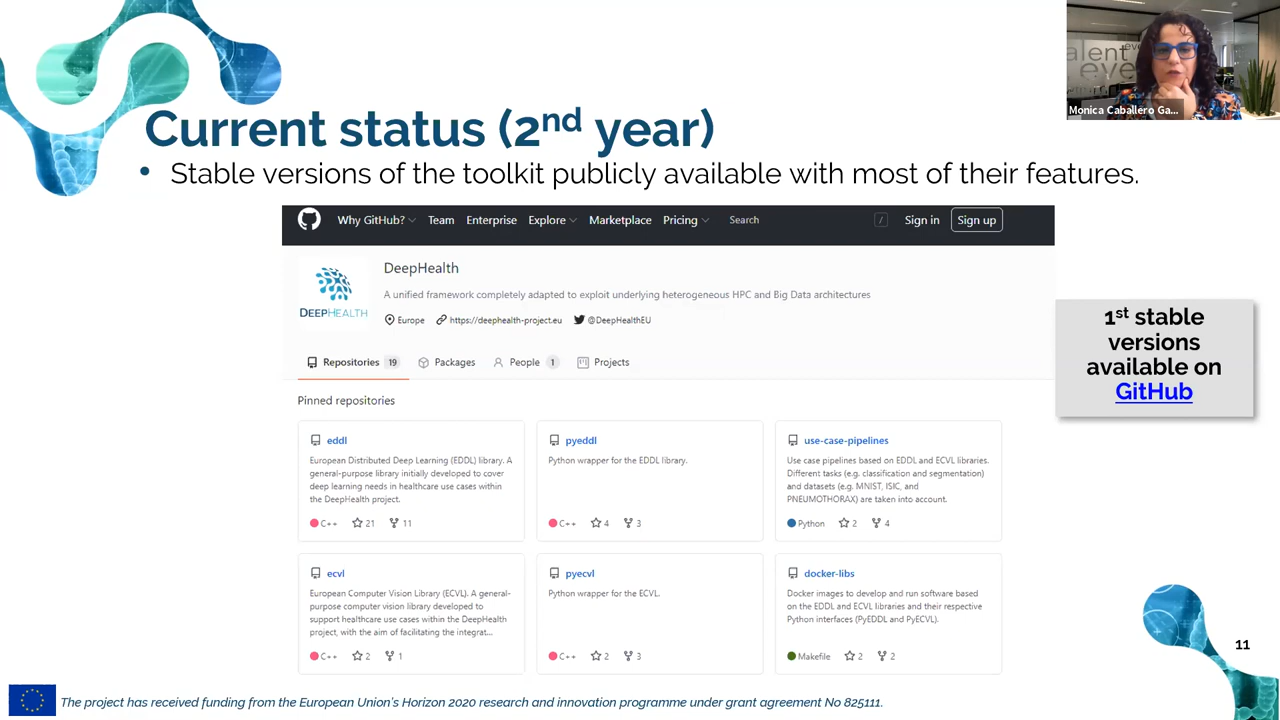 alent
eve
eve
Monica Caballero Ga...
Current status (2nd year)
• Stable versions of the toolkit publicly available with most of their features.
Why GitHub? Team Enterprise Explore Marketplace Pricing Search / Sign in Sign up
DEEPHEALTH
DeepHealth
A unified framework completely adapted to exploit underlying heterogeneous HPC and Big Data architectures
Europe https://deephealth-project.eu @DeepHealthEU
Repositories 19 Packages People 1 Projects
Pinned repositories
eddl
European Distributed Deep Learning (EDDL) library. A
general-purpose library initially developed to cover
deep learning needs in healthcare use cases within
the DeepHealth project.
C++ 21 11
pyeddl
Python wrapper for the EDDL library.
C++ 4 3
use-case-pipelines
Use case pipelines based on EDDL and ECVL libraries.
Different tasks (e.g. classification and segmentation)
and datasets (e.g. MNIST, ISIC, and
PNEUMOTHORAX) are taken into account.
Python 2 4
ecvl
European Computer Vision Library (ECVL). A general-
purpose computer vision library developed to
support healthcare use cases within the DeepHealth
project, with the aim of facilitating the integrat...
C++ 2 1
pyecvl
Python wrapper for the ECVL.
C++ 2 3
docker-libs
Docker images to develop and run software based
on the EDDL and ECVL libraries and their respective
Python interfaces (PyEDDL and PyECVL).
Makefile 2 2
1st stable
versions
available on
GitHub
11
The project has received funding from the European Union's Horizon 2020 research and innovation programme under grant agreement No 825111.